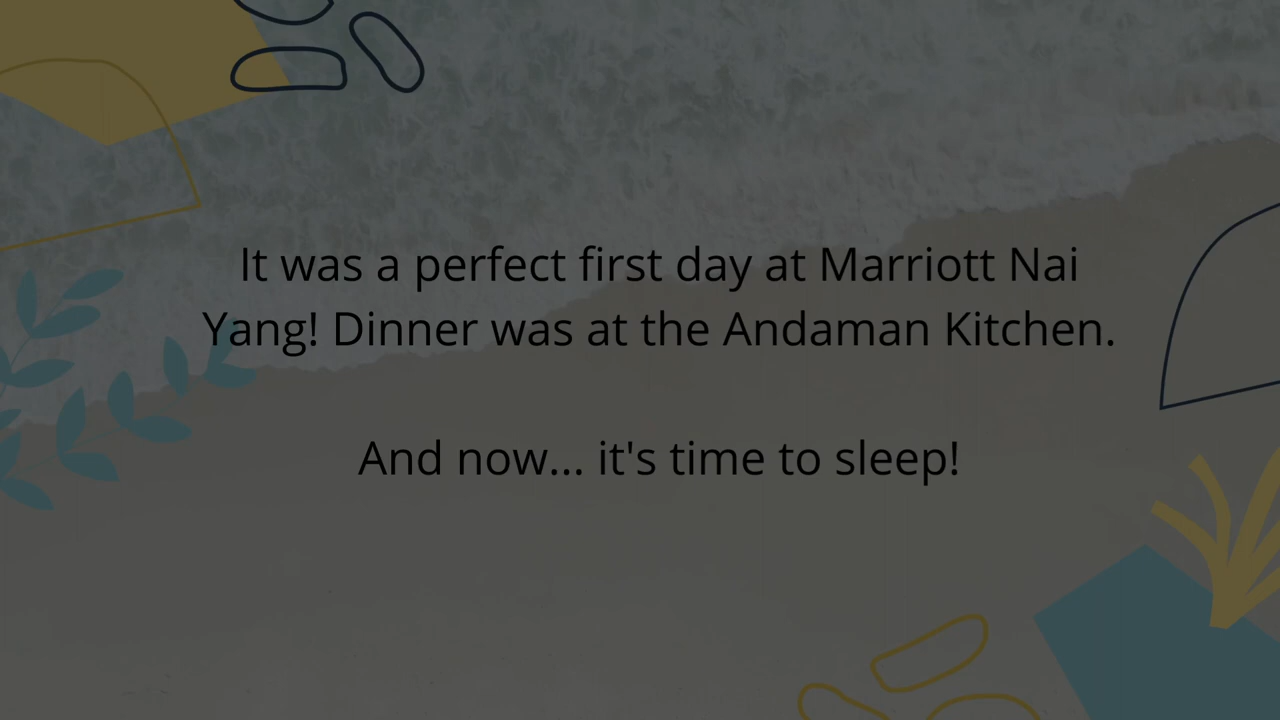 It was a perfect first day at Marriott Nai
Yang! Dinner was at the Andaman Kitchen.
And now... it's time to sleep!